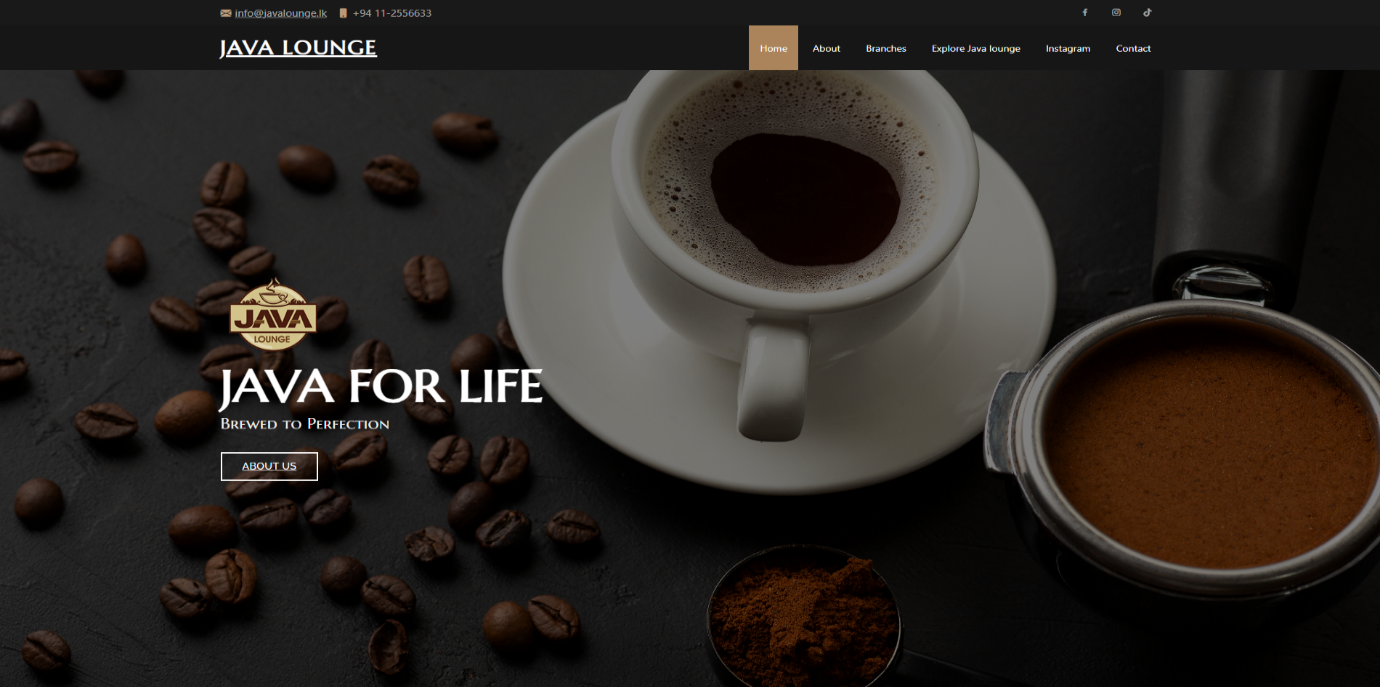 info@javalounge.lk +94 11-2556633
JAVA LOUNGE
Home About Branches Explore Java lounge Instagram Contact
JAVA
LOUNGE
JAVA FOR LIFE
BREWED TO PERFECTION
ABOUT US